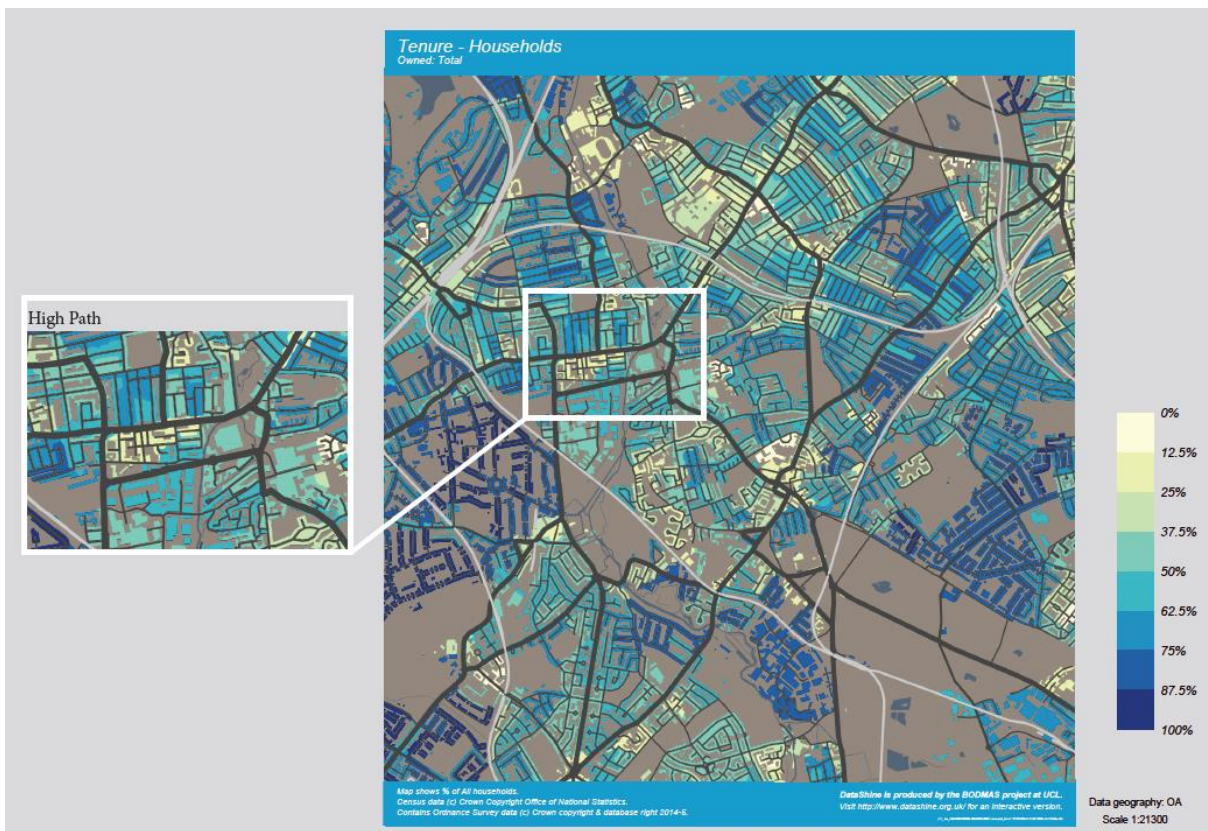 Tenure - Households
Owned: Total
High Path
0%
12.5%
25%
37.5%
50%
62.5%
75%
87.5%
100%
Map shows % of All households.
Census data (c) Crown Copyright Office of National Statistics.
Contains Ordnance Survey data (c) Crown copyright & database right 2014-5.
DataShine is produced by the BODMAS project at UCL.
Visit http://www.datashine.org.uk/ for an interactive version.
Data geography: OA
Scale 1:21300